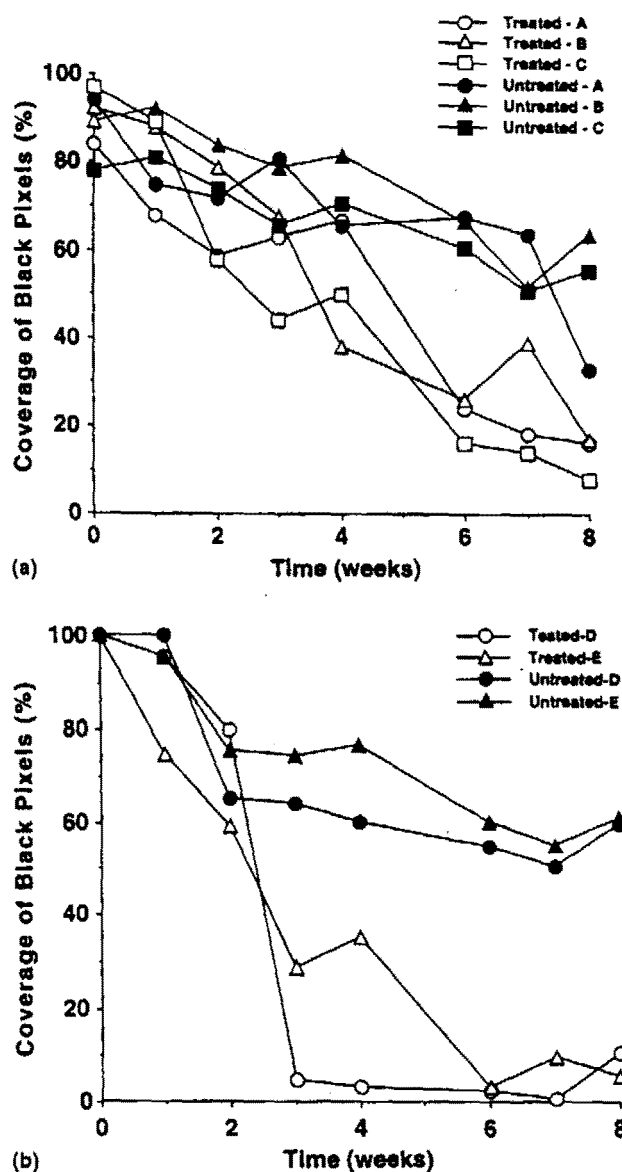 Treated - A
Treated - B
Treated - C
Untreated - A
Untreated - B
Untreated - C
100
80
60
40
20
0
Coverage of Black Pixels (%)
0 2 4 6 8
Time (weeks)
(a)
Teated-D
Treated-E
Untreated-D
Untreated-E
100
80
60
40
20
0
Coverage of Black Pixels (%)
0 2 4 6 8
Time (weeks)
(b)